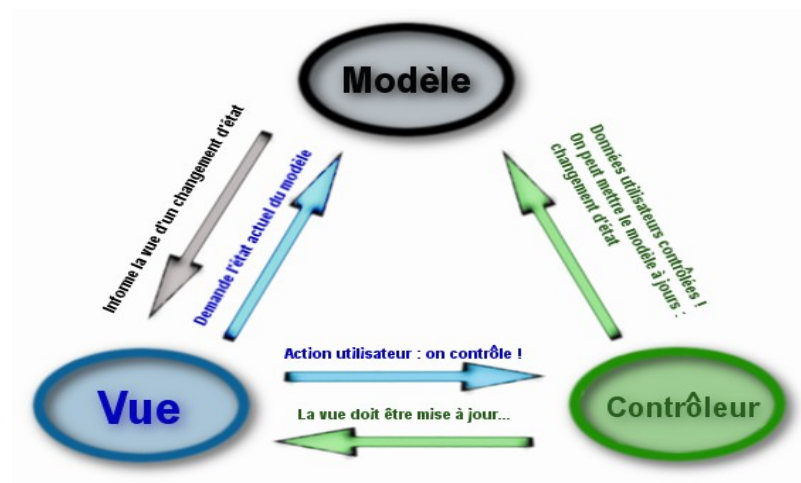 Modèle
Informe la vue d'un changement d'état
Demande l'état actuel du modèle
Données utilisateurs contrôlées !
On peut mettre le modèle à jours :
changement d'état
Action utilisateur : on contrôle !
Vue
Contrôleur
La vue doit être mise à jour...